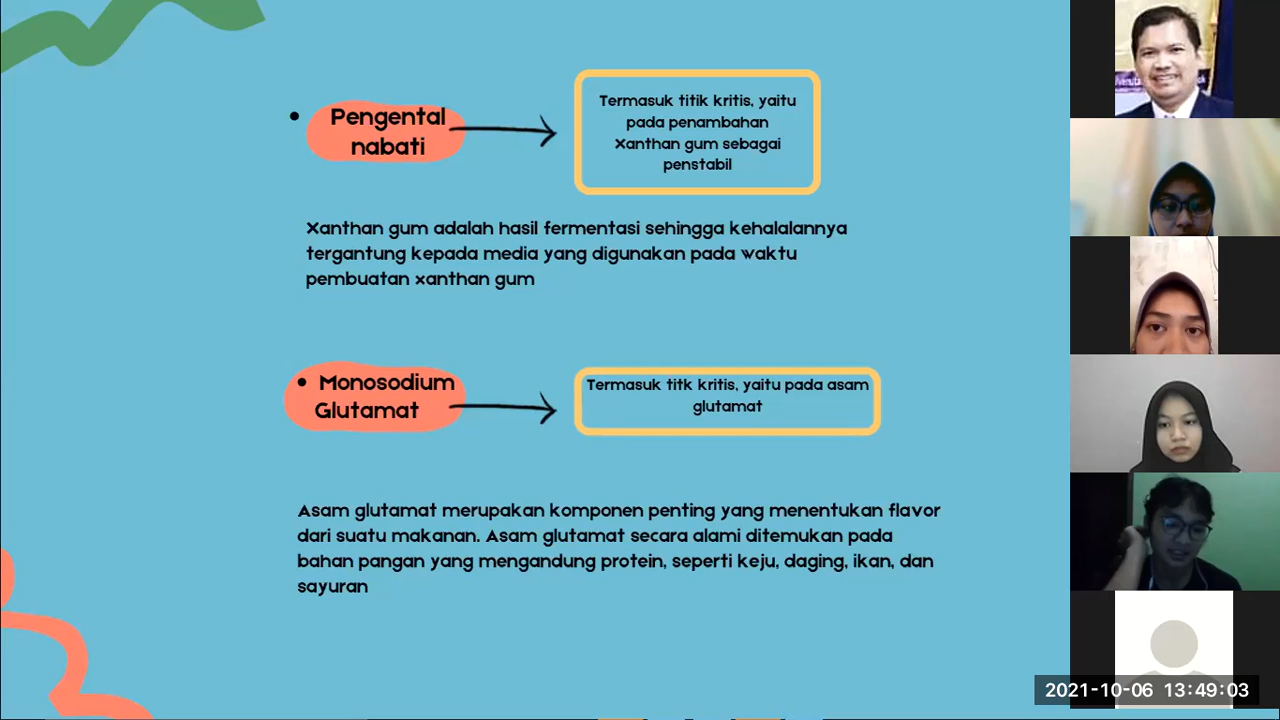 • Pengental
nabati
Termasuk titik kritis, yaitu
pada penambahan
Xanthan gum sebagai
penstabil
Xanthan gum adalah hasil fermentasi sehingga kehalalannya
tergantung kepada media yang digunakan pada waktu
pembuatan xanthan gum
• Monosodium
Glutamat
Termasuk titk kritis, yaitu pada asam
glutamat
Asam glutamat merupakan komponen penting yang menentukan flavor
dari suatu makanan. Asam glutamat secara alami ditemukan pada
bahan pangan yang mengandung protein, seperti keju, daging, ikan, dan
sayuran
2021-10-06 13:49:03